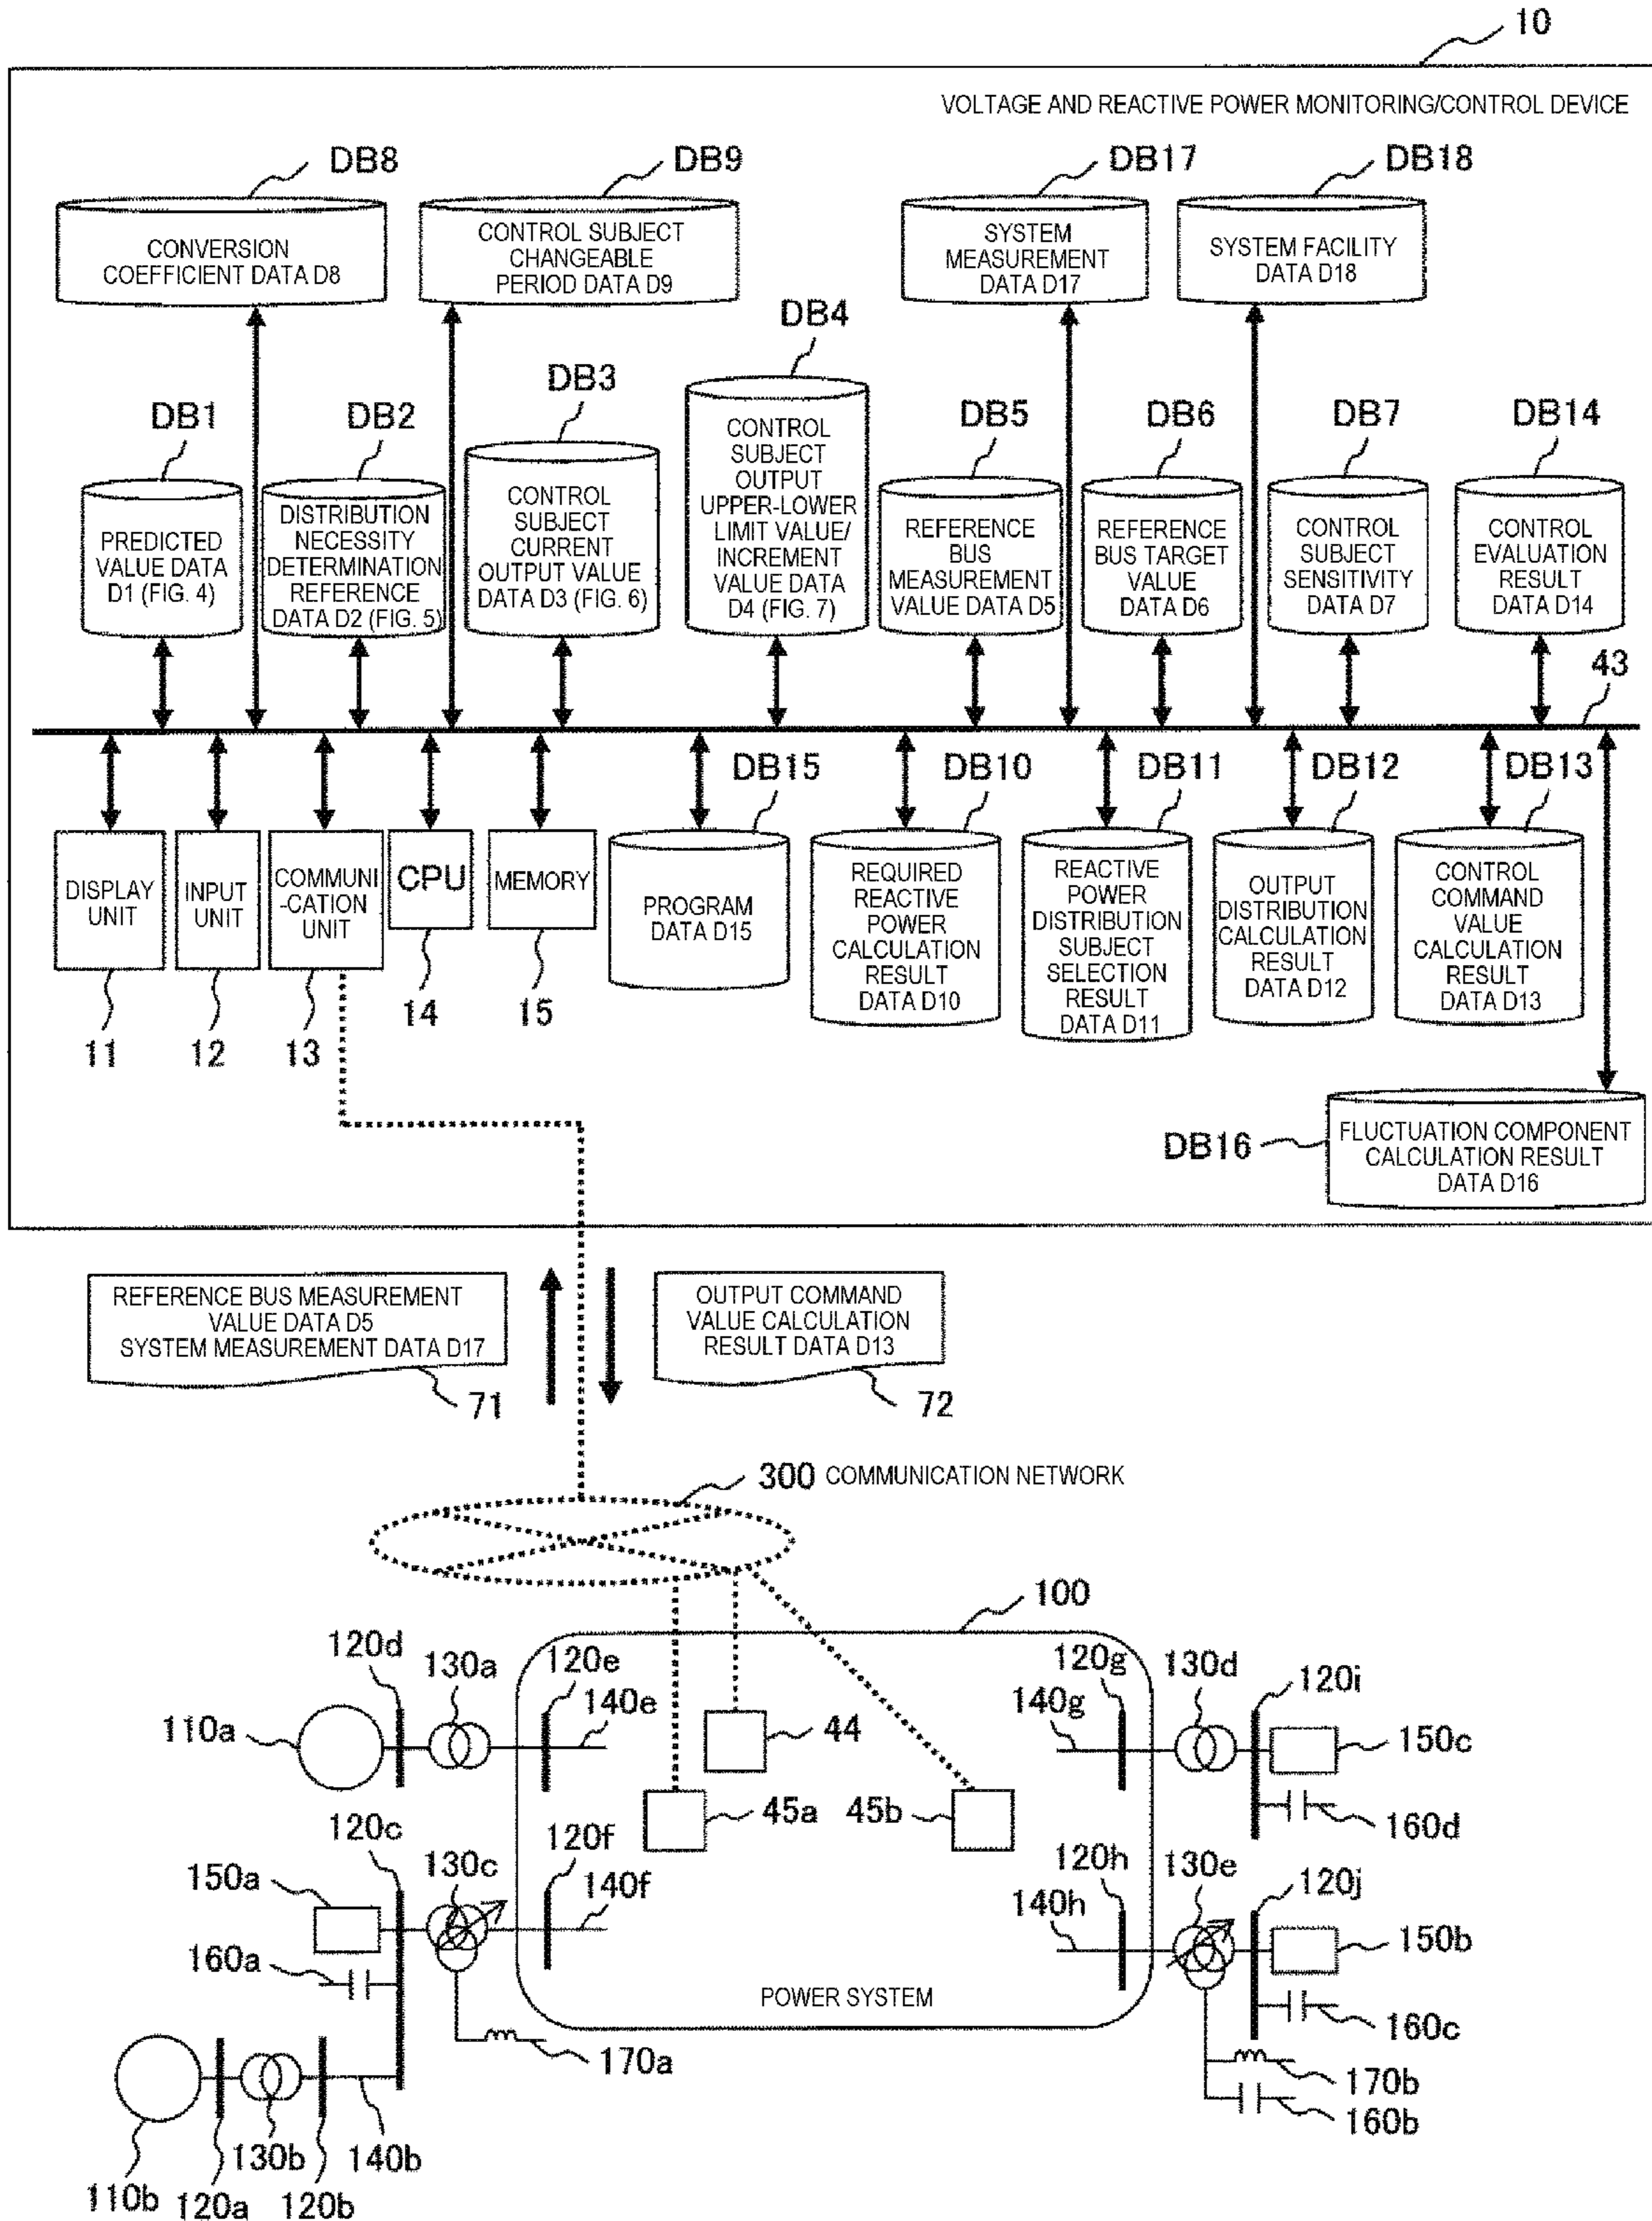 10
VOLTAGE AND REACTIVE POWER MONITORING/CONTROL DEVICE
DB8
DB9
DB17
DB18
CONVERSION
COEFFICIENT DATA D8
CONTROL SUBJECT
CHANGEABLE
PERIOD DATA D9
SYSTEM
MEASUREMENT
DATA D17
SYSTEM FACILITY
DATA D18
DB1
DB2
DB3
DB4
DB5
DB6
DB7
DB14
PREDICTED
VALUE DATA
D1 (FIG. 4)
DISTRIBUTION
NECESSITY
DETERMINATION
REFERENCE
DATA D2 (FIG. 5)
CONTROL
SUBJECT
CURRENT
OUTPUT VALUE
DATA D3 (FIG. 6)
CONTROL
SUBJECT
OUTPUT
UPPER-LOWER
LIMIT VALUE/
INCREMENT
VALUE DATA
D4 (FIG. 7)
REFERENCE
BUS
MEASUREMENT
VALUE DATA D5
REFERENCE
BUS TARGET
VALUE
DATA D6
CONTROL
SUBJECT
SENSITIVITY
DATA D7
CONTROL
EVALUATION
RESULT
DATA D14
43
DB15
DB10
DB11
DB12
DB13
DISPLAY
UNIT
INPUT
UNIT
COMMUNI
-CATION
UNIT
CPU
MEMORY
PROGRAM
DATA D15
REQUIRED
REACTIVE
POWER
CALCULATION
RESULT
DATA D10
REACTIVE
POWER
DISTRIBUTION
SUBJECT
SELECTION
RESULT
DATA D11
OUTPUT
DISTRIBUTION
CALCULATION
RESULT
DATA D12
CONTROL
COMMAND
VALUE
CALCULATION
RESULT
DATA D13
11
12
13
14
15
DB16
FLUCTUATION COMPONENT
CALCULATION RESULT
DATA D16
REFERENCE BUS MEASUREMENT
VALUE DATA D5
SYSTEM MEASUREMENT DATA D17
71
OUTPUT COMMAND
VALUE CALCULATION
RESULT DATA D13
72
300 COMMUNICATION NETWORK
100
120d
130a
120e
140e
110a
44
45a
45b
120g
140g
130d
120i
150c
160d
120c
150a
130c
120f
140f
160a
120h
140h
130e
120j
150b
160c
POWER SYSTEM
170a
170b
160b
130b
140b
110b
120a
120b